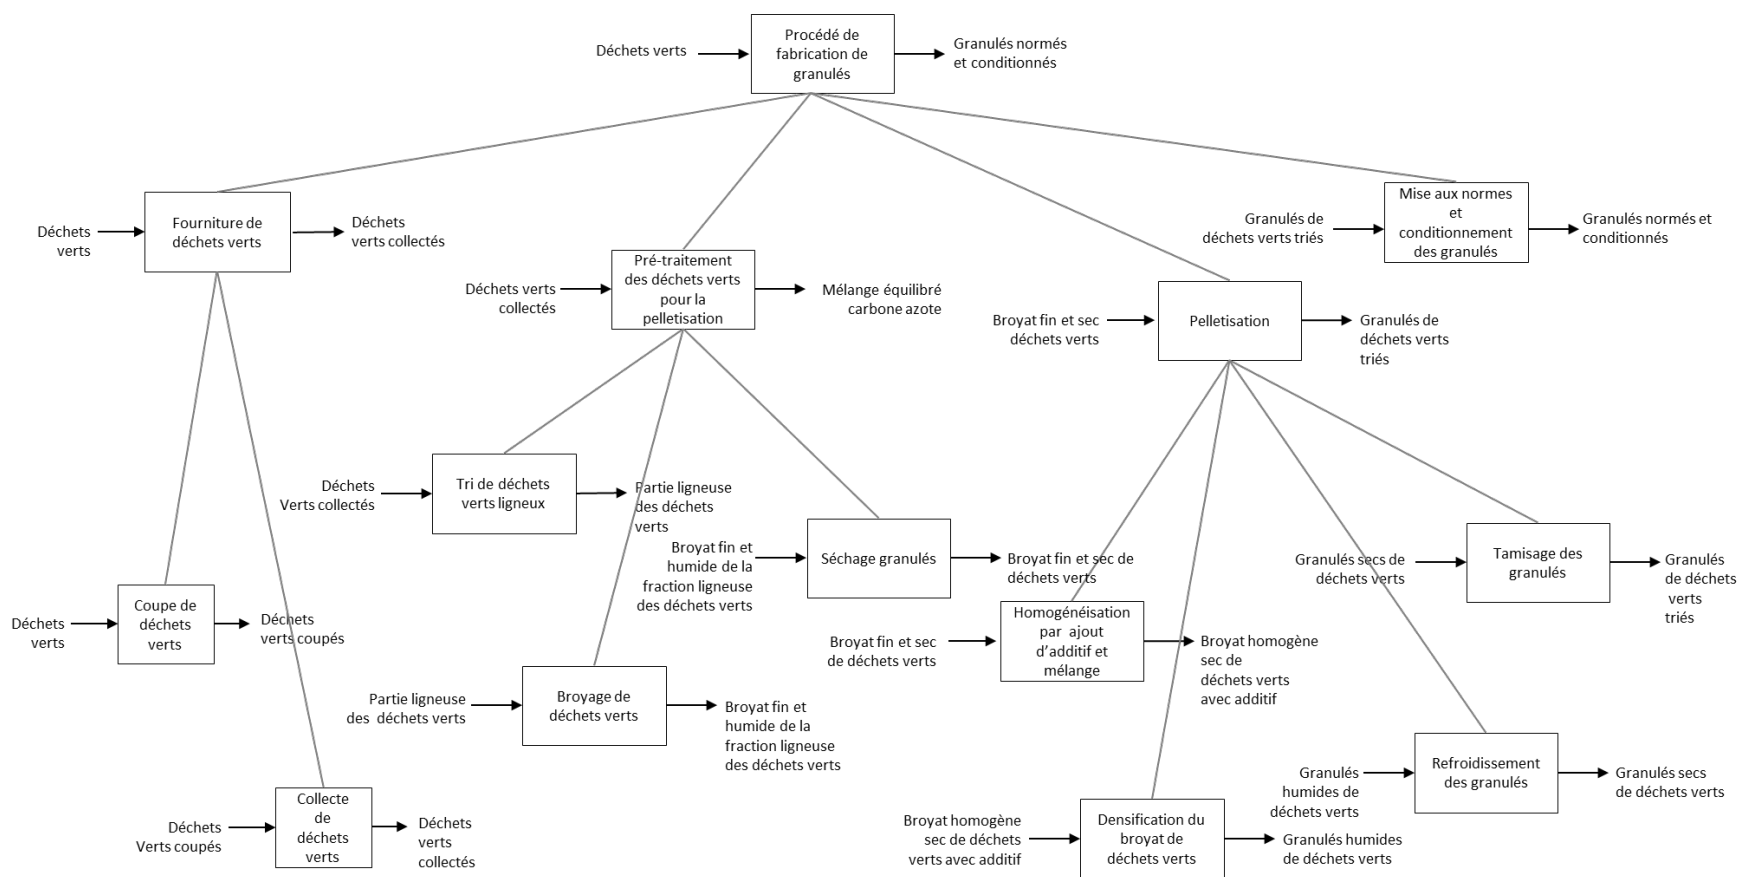 Déchets verts
Procédé de
fabrication de
granulés
Granulés normés
et conditionnés
Déchets
verts
Fourniture de
déchets verts
Déchets
verts collectés
Déchets verts
collectés
Pré-traitement
des déchets verts
pour la
pelletisation
Mélange équilibré
carbone azote
Broyat fin et sec
déchets verts
Pelletisation
Granulés de
déchets verts
triés
Granulés de
déchets verts triés
Mise aux normes
et
conditionnement
des granulés
Granulés normés et
conditionnés
Déchets
Verts collectés
Tri de déchets
verts ligneux
Partie ligneuse
des déchets
verts
Broyat fin et
humide de la
fraction ligneuse
des déchets verts
Séchage granulés
Broyat fin et sec de
déchets verts
Granulés secs de
déchets verts
Tamisage des
granulés
Granulés
de déchets
verts
triés
Déchets
verts
Coupe de
déchets
verts
Déchets
verts coupés
Broyat fin et sec
de déchets verts
Homogénéisation
par ajout
d'additif et
mélange
Broyat homogène
sec de
déchets verts
avec additif
Partie ligneuse
des déchets verts
Broyage de
déchets verts
Broyat fin et
humide de la
fraction ligneuse
des déchets verts
Granulés
humides de
déchets verts
Refroidissement
des granulés
Granulés secs
de déchets verts
Déchets
Verts coupés
Collecte
de
déchets
verts
Déchets
verts
collectés
Broyat homogène
sec de déchets
verts avec additif
Densification du
broyat de
déchets verts
Granulés humides
de déchets verts